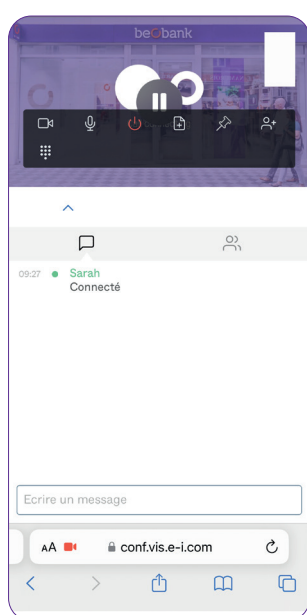 beobank
09:27 Sarah
Connecté
Ecrire un message
AA conf.vis.e-i.com